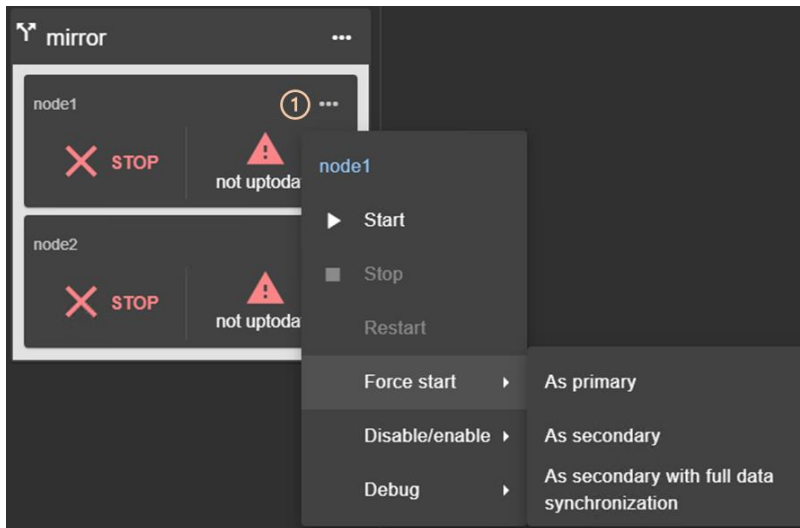 mirror
node1
1
STOP
not uptoda
node2
STOP
not uptoda
node1
Start
Stop
Restart
Force start
Disable/enable
Debug
As primary
As secondary
As secondary with full data
synchronization